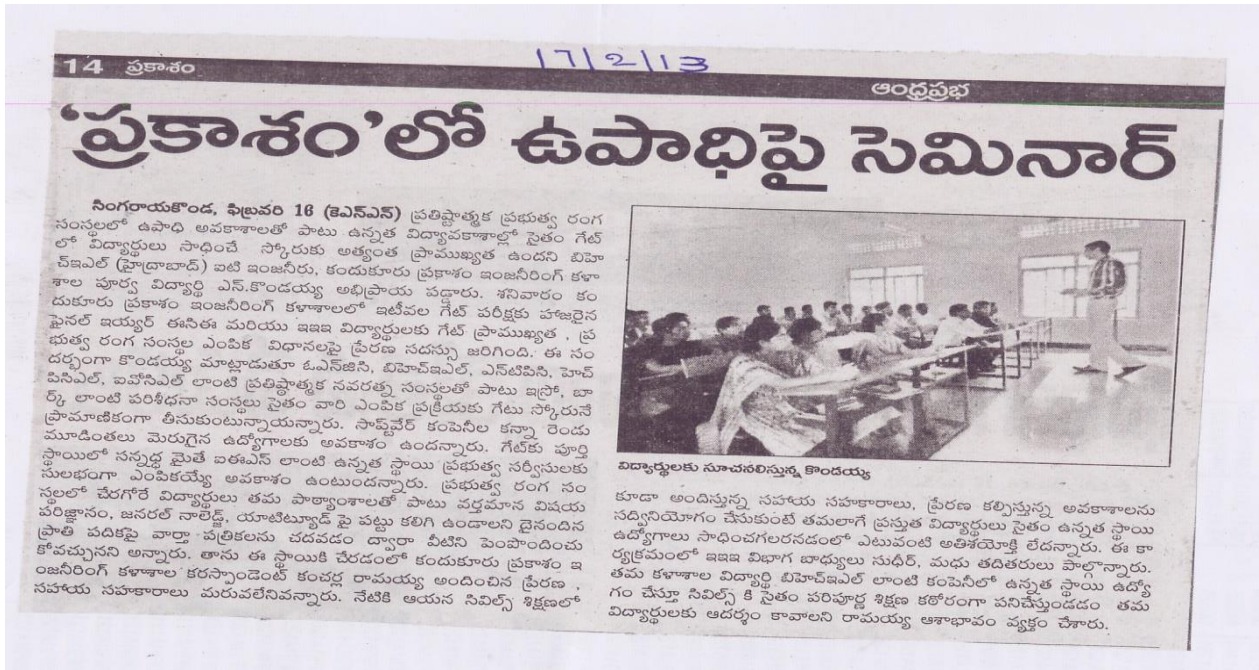 17/2/13
14 ప్రకాశం
ఆంధ్రప్రభ
‘ప్రకాశం’లో ఉపాధిపై సెమినార్
సింగరాయకొండ, ఫిబ్రవరి 16 (కెఎన్ఎన్) ప్రతిష్టాత్మక ప్రభుత్వ రంగ
సంస్థలలో ఉపాధి అవకాశాలతో పాటు ఉన్నత విద్యావకాశాల్లో సైతం గేట్
లో విద్యార్థులు సాధించే స్కోరుకు అత్యంత ప్రాముఖ్యత ఉందని బిహె
చ్ఇఎల్ (హైద్రాబాద్) ఐటి ఇంజనీరు, కందుకూరు ప్రకాశం ఇంజనీరింగ్ కళా
శాల పూర్వ విద్యార్థి ఎన్.కొండయ్య అభిప్రాయ పడ్డారు. శనివారం కం
దుకూరు ప్రకాశం ఇంజనీరింగ్ కళాశాలలో ఇటీవల గేట్ పరీక్షకు హాజరైన
ఫైనల్ ఇయ్యర్ ఈసిఈ మరియు ఇఇఇ విద్యార్థులకు గేట్ ప్రాముఖ్యత , ప్ర
భుత్వ రంగ సంస్థల ఎంపిక విధానలపై ప్రేరణ సదస్సు జరిగింది. ఈ సం
దర్భంగా కొండయ్య మాట్లాడుతూ ఓఎన్‌జిసి, బిహెచ్ఇఎల్, ఎన్‌టిపిసి, హెచ్
పిసిఎల్, ఐవోసిఎల్ లాంటి ప్రతిష్ఠాత్మక నవరత్న సంస్థలతో పాటు ఇస్రో, బా
ర్క్ లాంటి పరిశీధనా సంస్థలు సైతం వారి ఎంపిక ప్రక్రియకు గేటు స్కోరునే
ప్రామాణికంగా తీసుకుంటున్నాయన్నారు. సాఫ్ట్‌వేర్ కంపెనీల కన్నా రెండు
మూడింతలు మెరుగైన ఉద్యోగాలకు అవకాశం ఉందన్నారు. గేట్‌కు పూర్తి
స్థాయిలో సన్నద్ధ మైతే ఐఈఎస్ లాంటి ఉన్నత స్థాయి ప్రభుత్వ సర్వీసులకు
సులభంగా ఎంపికయ్యే అవకాశం ఉంటుందన్నారు. ప్రభుత్వ రంగ సం
స్థలలో చేరగోరే విద్యార్థులు తమ పాఠ్యాంశాలతో పాటు వర్తమాన విషయ
పరిజ్ఞానం, జనరల్ నాలెడ్జ్, యాటిట్యూడ్ పై పట్టు కలిగి ఉండాలని దైనందిన
ప్రాతి పదికపై వార్తా పత్రికలను చదవడం ద్వారా వీటిని పెంపొందించు
కోవచ్చునని అన్నారు. తాను ఈ స్థాయికి చేరడంలో కందుకూరు ప్రకాశం ఇ
ంజనీరింగ్ కళాశాల కరస్పాండెంట్ కంచర్ల రామయ్య అందించిన ప్రేరణ ,
సహాయ సహకారాలు మరువలేనివన్నారు. నేటికి ఆయన సివిల్స్ శిక్షణలో
విద్యార్థులకు సూచనలిస్తున్న కొండయ్య
కూడా అందిస్తున్న సహాయ సహకారాలు, ప్రేరణ కల్పిస్తున్న అవకాశాలను
సద్వినియోగం చేసుకుంటే తమలాగే ప్రస్తుత విద్యార్థులు సైతం ఉన్నత స్థాయి
ఉద్యోగాలు సాధించగలరనడంలో ఎటువంటి అతిశయోక్తి లేదన్నారు. ఈ కా
ర్యక్రమంలో ఇఇఇ విభాగ బాధ్యులు సుధీర్, మధు తదితరులు పాల్గొన్నారు.
తమ కళాశాల విద్యార్థి బిహెచ్ఇఎల్ లాంటి కంపెనీలో ఉన్నత స్థాయి ఉద్యో
గం చేస్తూ సివిల్స్ కి సైతం పరిపూర్ణ శిక్షణ కఠోరంగా పనిచేస్తుండడం తమ
విద్యార్థులకు ఆదర్శం కావాలని రామయ్య ఆశాభావం వ్యక్తం చేశారు.